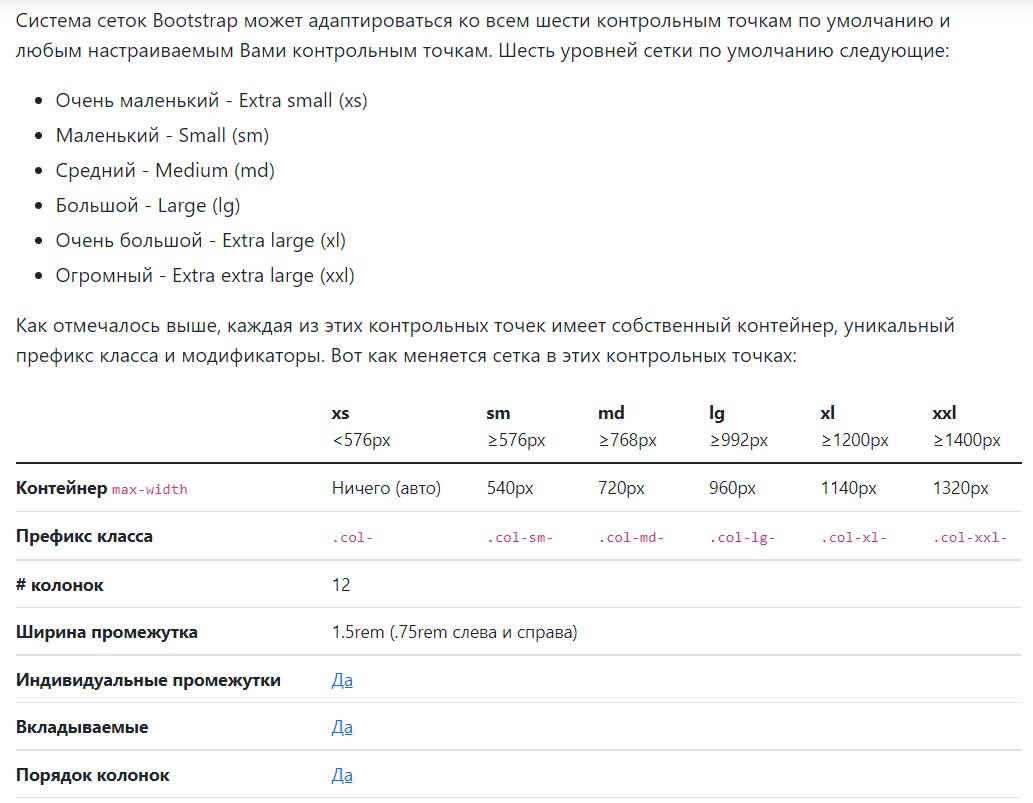 Система сеток Bootstrap может адаптироваться ко всем шести контрольным точкам по умолчанию и
любым настраиваемым Вами контрольным точкам. Шесть уровней сетки по умолчанию следующие:
• Очень маленький - Extra small (xs)
• Маленький - Small (sm)
• Средний - Medium (md)
• Большой - Large (lg)
• Очень большой - Extra large (xl)
• Огромный - Extra extra large (xxl)
Как отмечалось выше, каждая из этих контрольных точек имеет собственный контейнер, уникальный
префикс класса и модификаторы. Вот как меняется сетка в этих контрольных точках:
xs sm md lg xl xxl
<576px ≥576px ≥768px ≥992px ≥1200px ≥1400px
Контейнер max-width Ничего (авто) 540px 720px 960px 1140px 1320px
Префикс класса .col- .col-sm- .col-md- .col-lg- .col-xl- .col-xxl-
# колонок 12
Ширина промежутка 1.5rem (.75rem слева и справа)
Индивидуальные промежутки Да
Вкладываемые Да
Порядок колонок Да